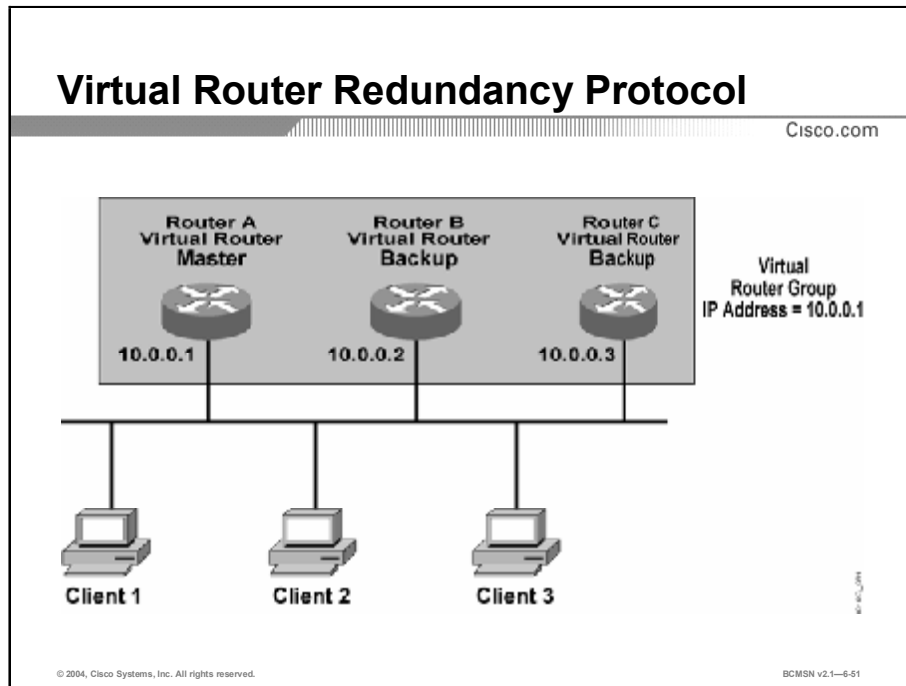 Virtual Router Redundancy Protocol
Cisco.com
Router A
Virtual Router
Master
Router B
Virtual Router
Backup
Router C
Virtual Router
Backup
Virtual
Router Group
IP Address = 10.0.0.1
10.0.0.1
10.0.0.2
10.0.0.3
Client 1
Client 2
Client 3
© 2004, Cisco Systems, Inc. All rights reserved.
BCMSN v2.1—6-51